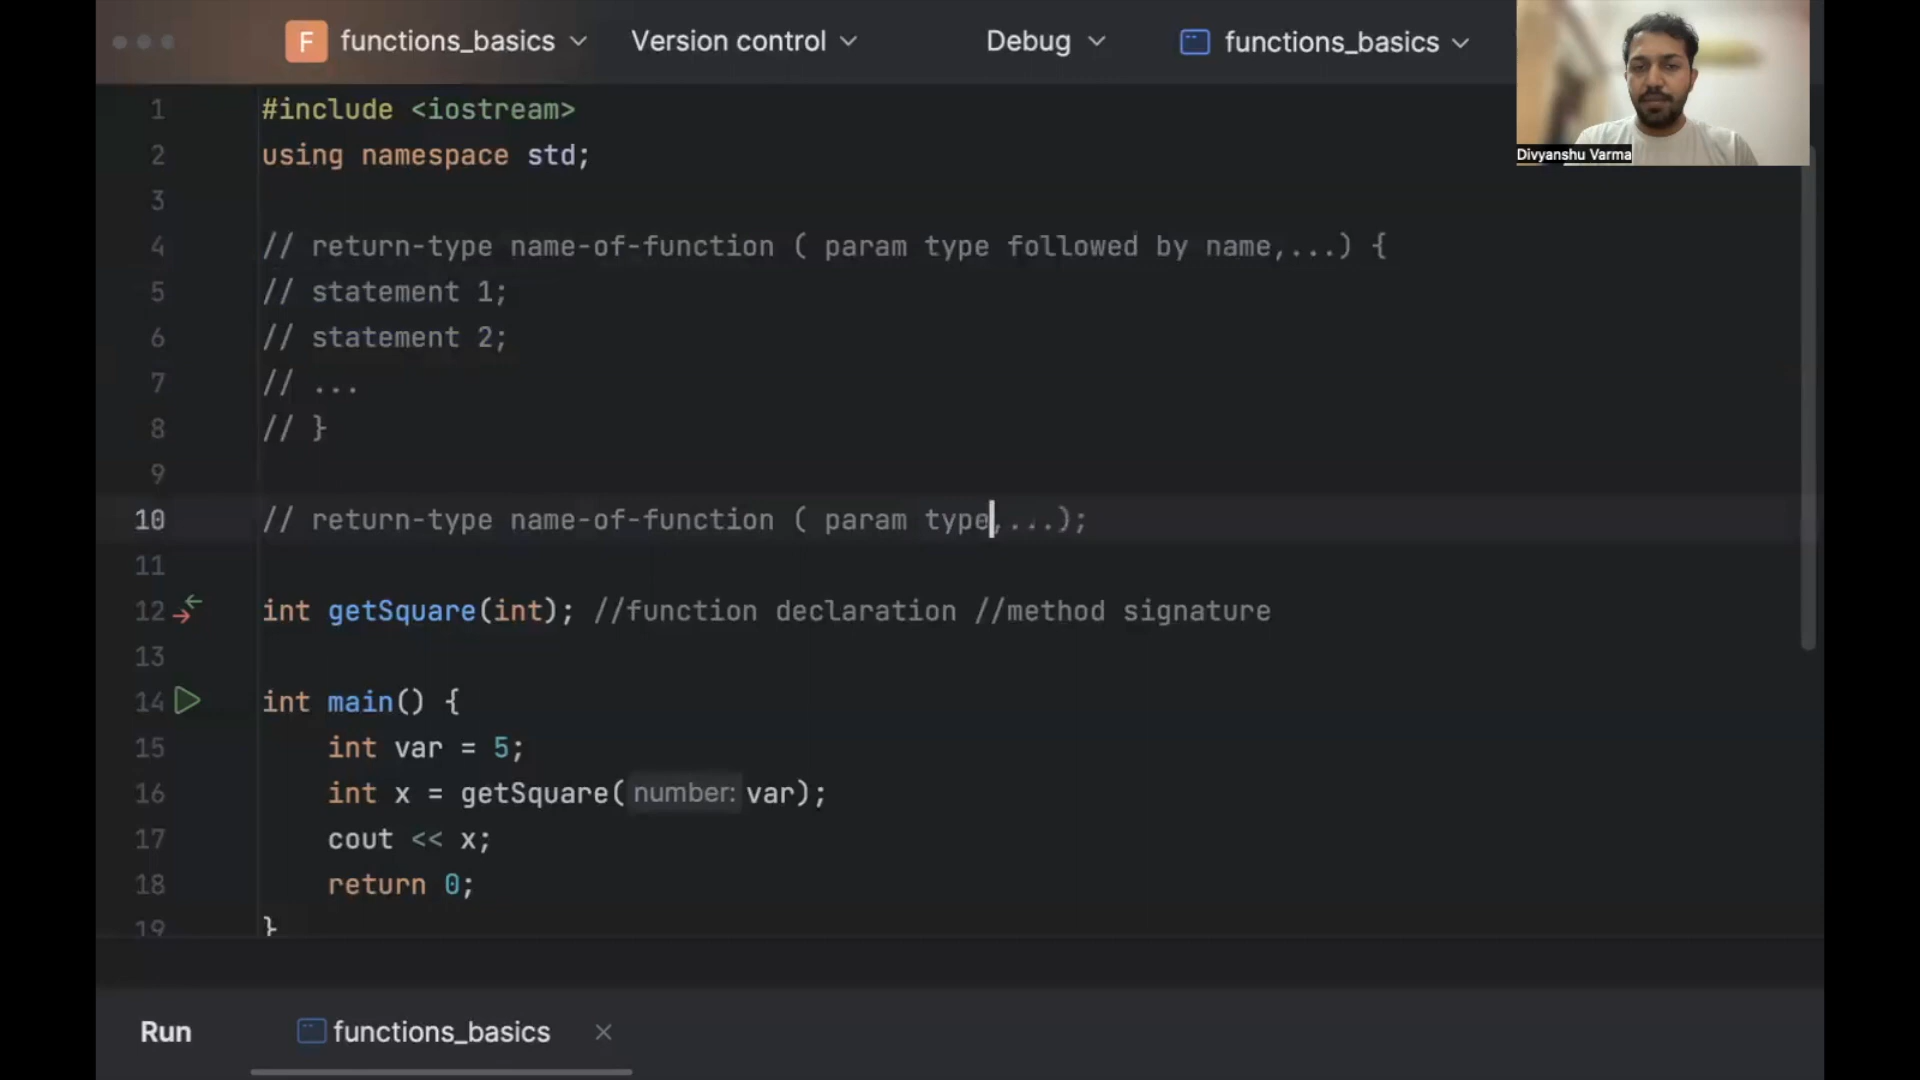 F functions_basics Version control Debug functions_basics
Divyanshu Varma
1 #include <iostream>
2 using namespace std;
3
4 // return-type name-of-function ( param type followed by name,...) {
5 // statement 1;
6 // statement 2;
7 // ...
8 // }
9
10 // return-type name-of-function ( param type,...);
11
12 int getSquare(int); //function declaration //method signature
13
14 int main() {
15 int var = 5;
16 int x = getSquare( number: var);
17 cout << x;
18 return 0;
19 }
Run functions_basics